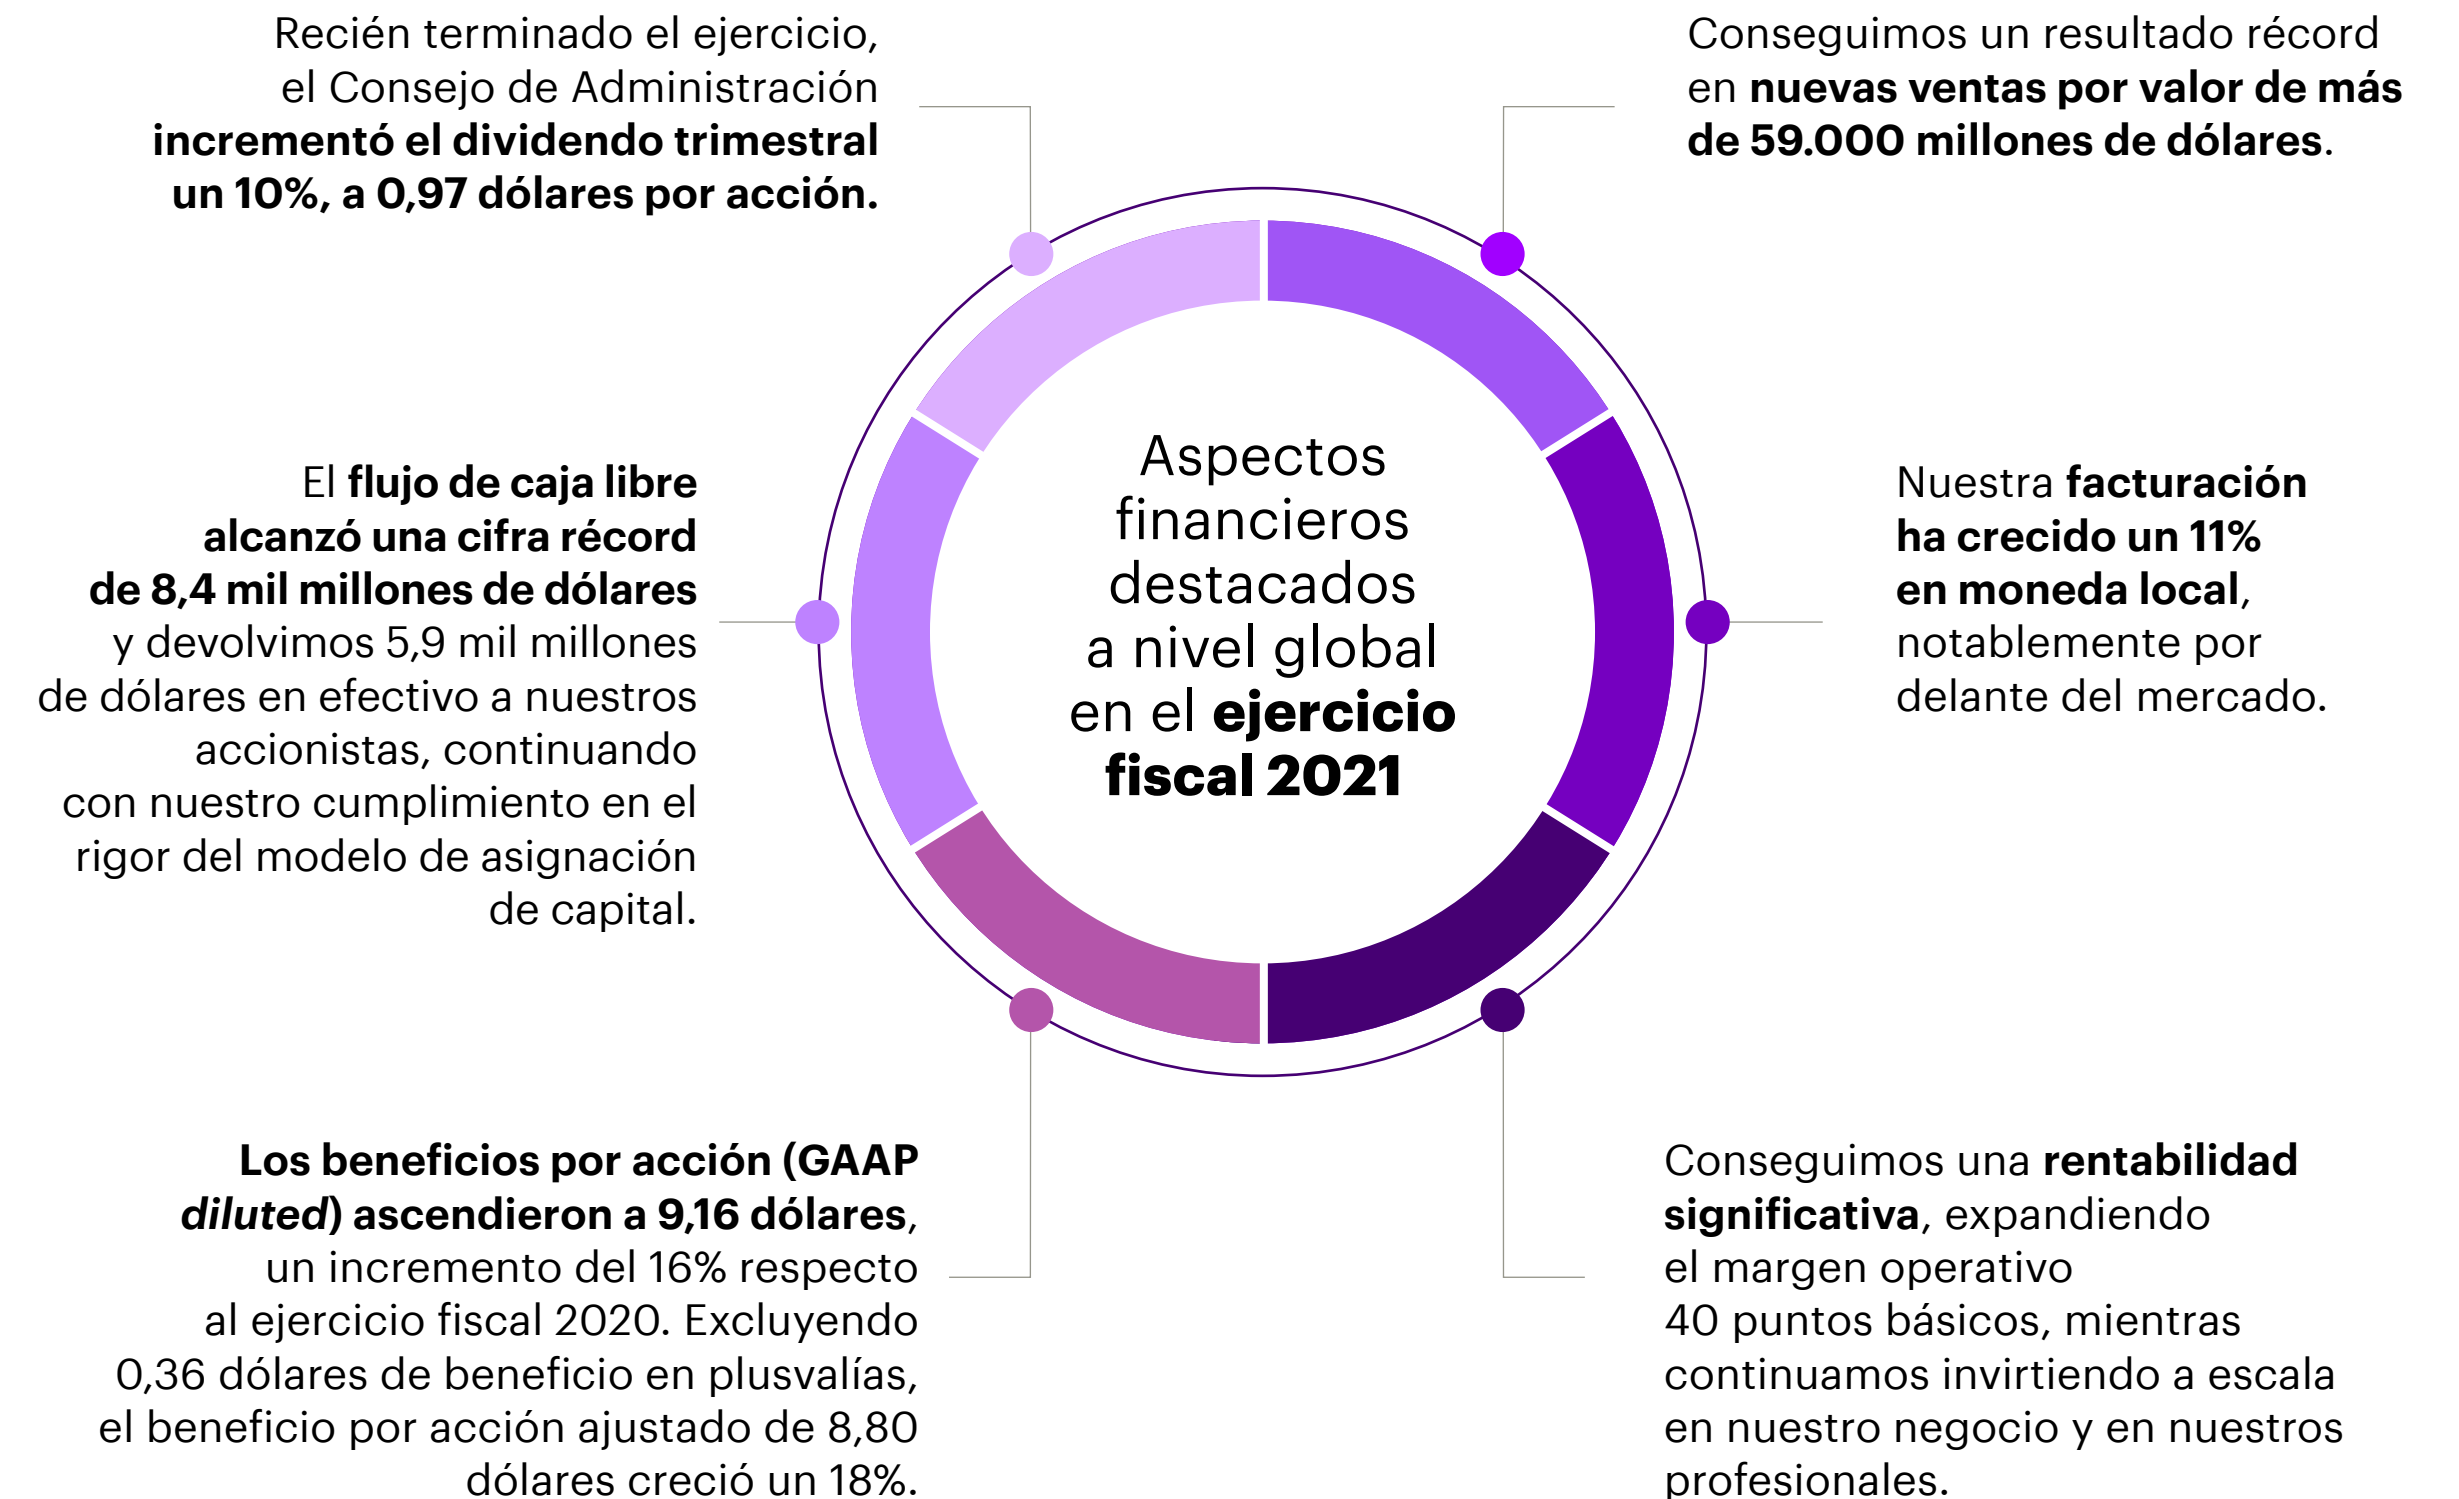 Recién terminado el ejercicio,
el Consejo de Administración
incrementó el dividendo trimestral
un 10%, a 0,97 dólares por acción.
Conseguimos un resultado récord
en nuevas ventas por valor de más
de 59.000 millones de dólares.
El flujo de caja libre
alcanzó una cifra récord
de 8,4 mil millones de dólares
y devolvimos 5,9 mil millones
de dólares en efectivo a nuestros
accionistas, continuando
con nuestro cumplimiento en el
rigor del modelo de asignación
de capital.
Aspectos
financieros
destacados
a nivel global
en el ejercicio
fiscal 2021
Nuestra facturación
ha crecido un 11%
en moneda local,
notablemente por
delante del mercado.
Los beneficios por acción (GAAP
diluted) ascendieron a 9,16 dólares,
un incremento del 16% respecto
al ejercicio fiscal 2020. Excluyendo
0,36 dólares de beneficio en plusvalías,
el beneficio por acción ajustado de 8,80
dólares creció un 18%.
Conseguimos una rentabilidad
significativa, expandiendo
el margen operativo
40 puntos básicos, mientras
continuamos invirtiendo a escala
en nuestro negocio y en nuestros
profesionales.